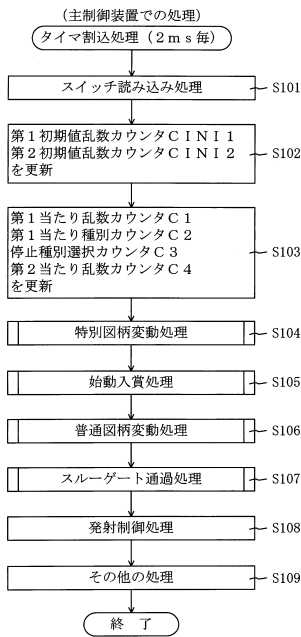 （主制御装置での処理）
タイマ割込処理（２ｍｓ毎）
スイッチ読み込み処理
S101
第１初期値乱数カウンタＣＩＮＩ１
第２初期値乱数カウンタＣＩＮＩ２
を更新
S102
第１当たり乱数カウンタＣ１
第１当たり種別カウンタＣ２
停止種別選択カウンタＣ３
第２当たり乱数カウンタＣ４
を更新
S103
特別図柄変動処理
S104
始動入賞処理
S105
普通図柄変動処理
S106
スルーゲート通過処理
S107
発射制御処理
S108
その他の処理
S109
終　了